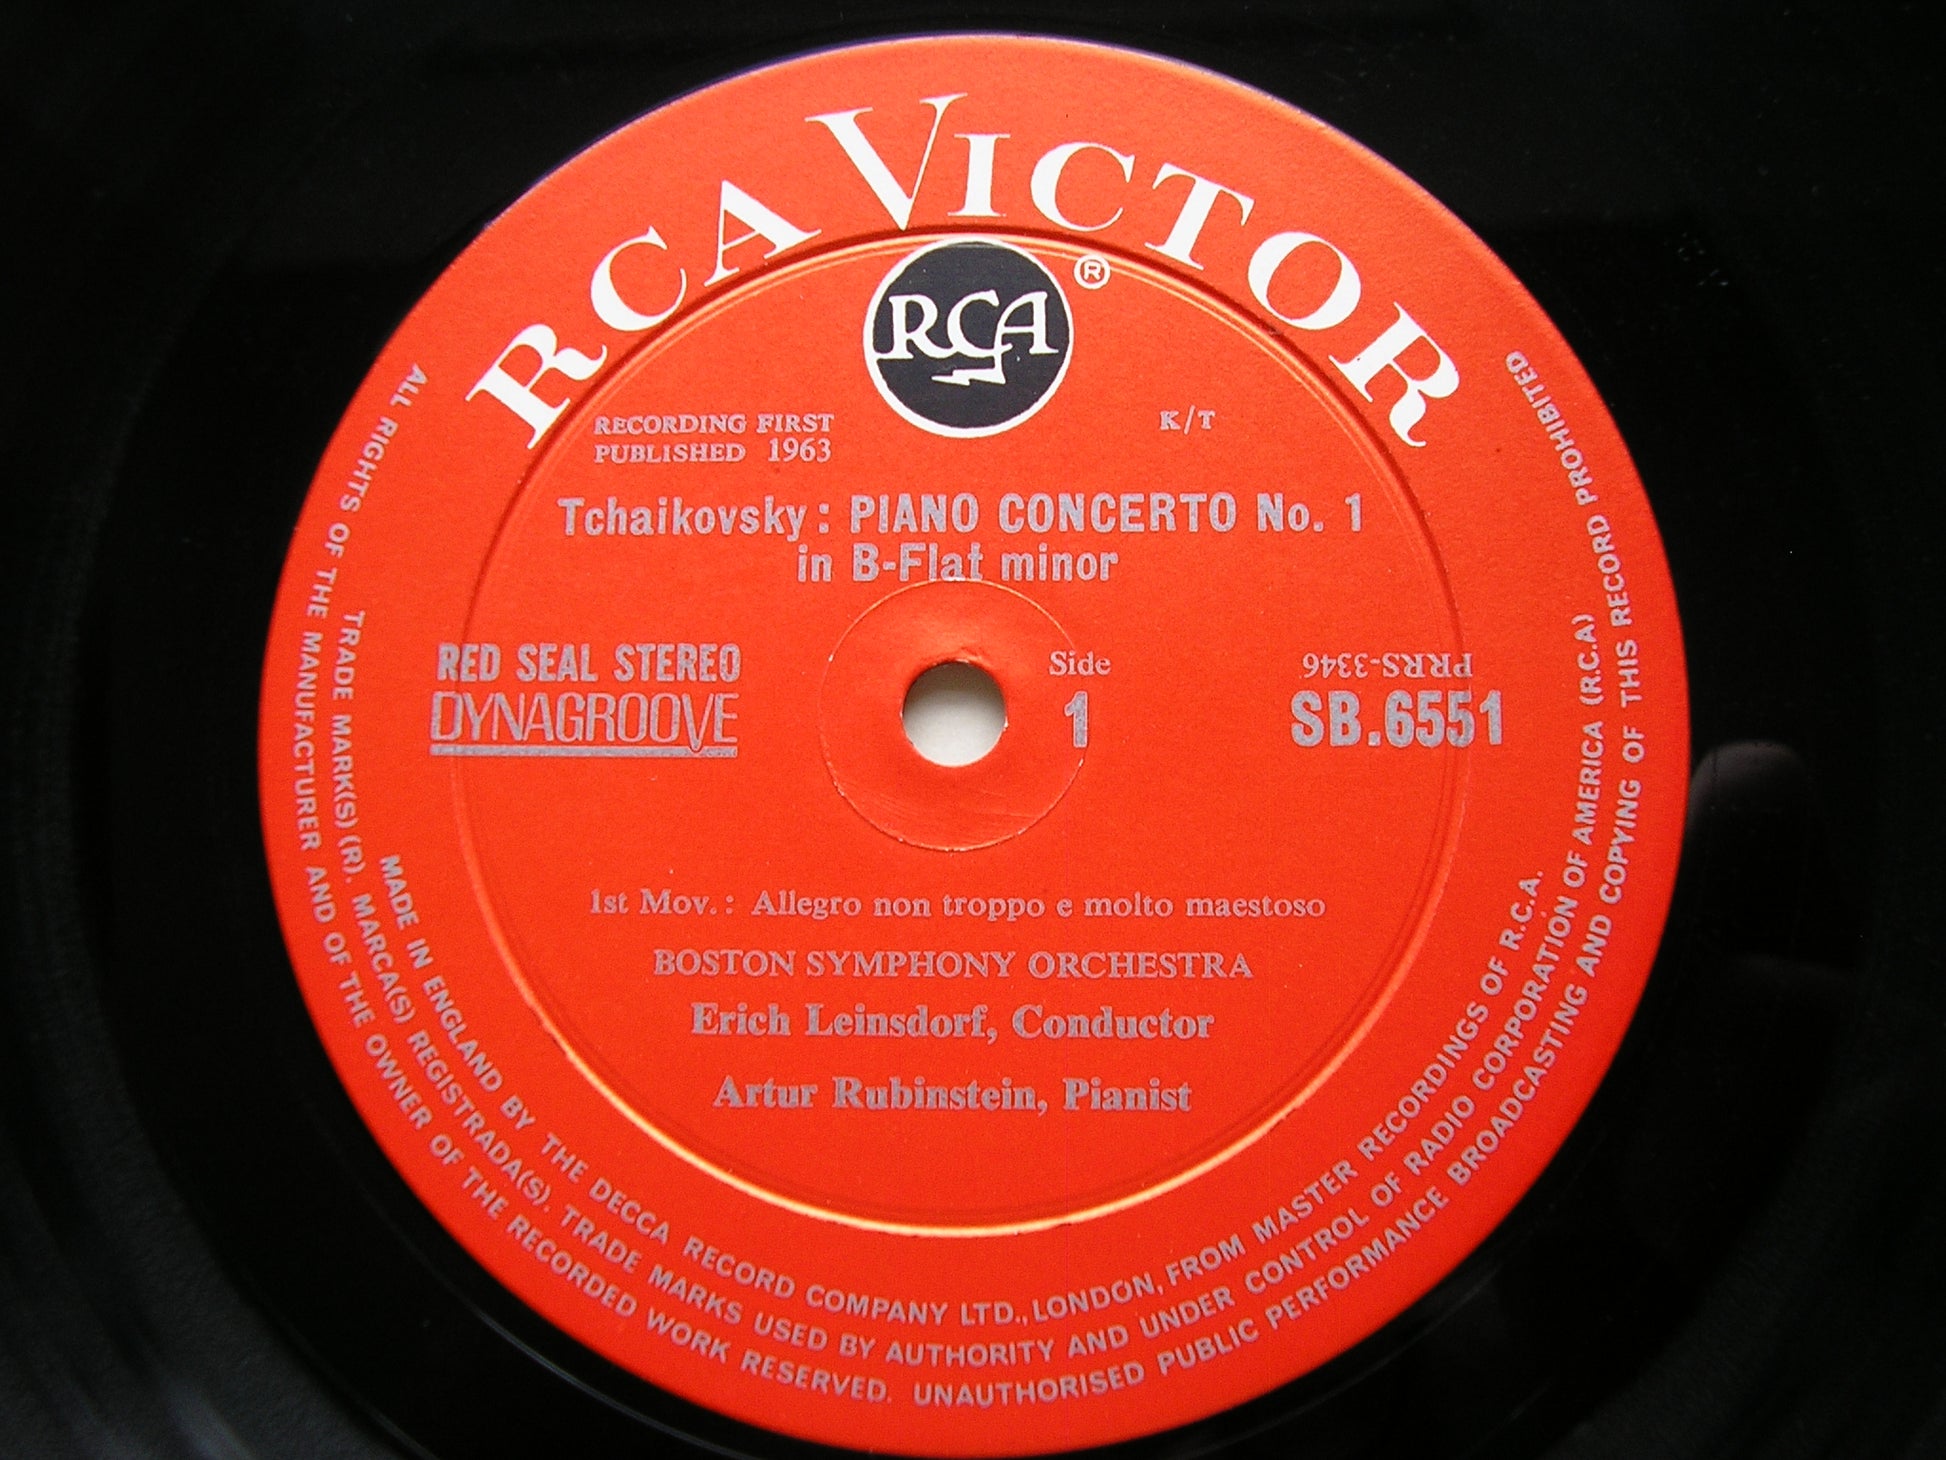 RCA VICTOR
RCA ®
RECORDING FIRST
PUBLISHED 1963
K/T
Tchaikovsky: PIANO CONCERTO No. 1
in B-Flat minor
RED SEAL STEREO
DYNAGROOVE
Side
1
PRRS-3346
SB.6551
1st Mov.: Allegro non troppo e molto maestoso
BOSTON SYMPHONY ORCHESTRA
Erich Leinsdorf, Conductor
Artur Rubinstein, Pianist
MADE IN ENGLAND BY THE DECCA RECORD COMPANY LTD., LONDON, FROM MASTER RECORDINGS OF R.C.A.
TRADE MARK(S) (R). MARCA(S) REGISTRADA(S). TRADE MARKS USED BY AUTHORITY AND UNDER CONTROL OF RADIO CORPORATION OF AMERICA (R.C.A)
ALL RIGHTS OF THE MANUFACTURER AND OF THE OWNER OF THE RECORDED WORK RESERVED. UNAUTHORISED PUBLIC PERFORMANCE BROADCASTING AND COPYING OF THIS RECORD PROHIBITED